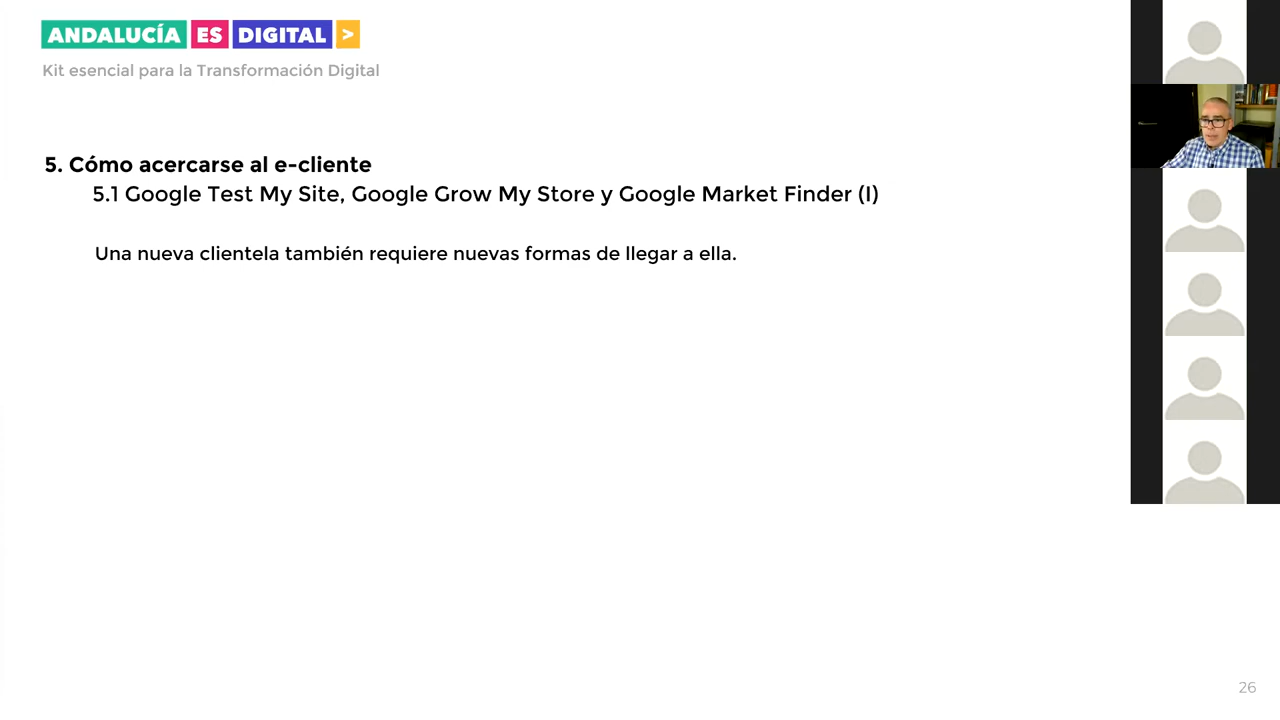 ANDALUCÍA ES DIGITAL >
Kit esencial para la Transformación Digital
5. Cómo acercarse al e-cliente
5.1 Google Test My Site, Google Grow My Store y Google Market Finder (I)
Una nueva clientela también requiere nuevas formas de llegar a ella.
26